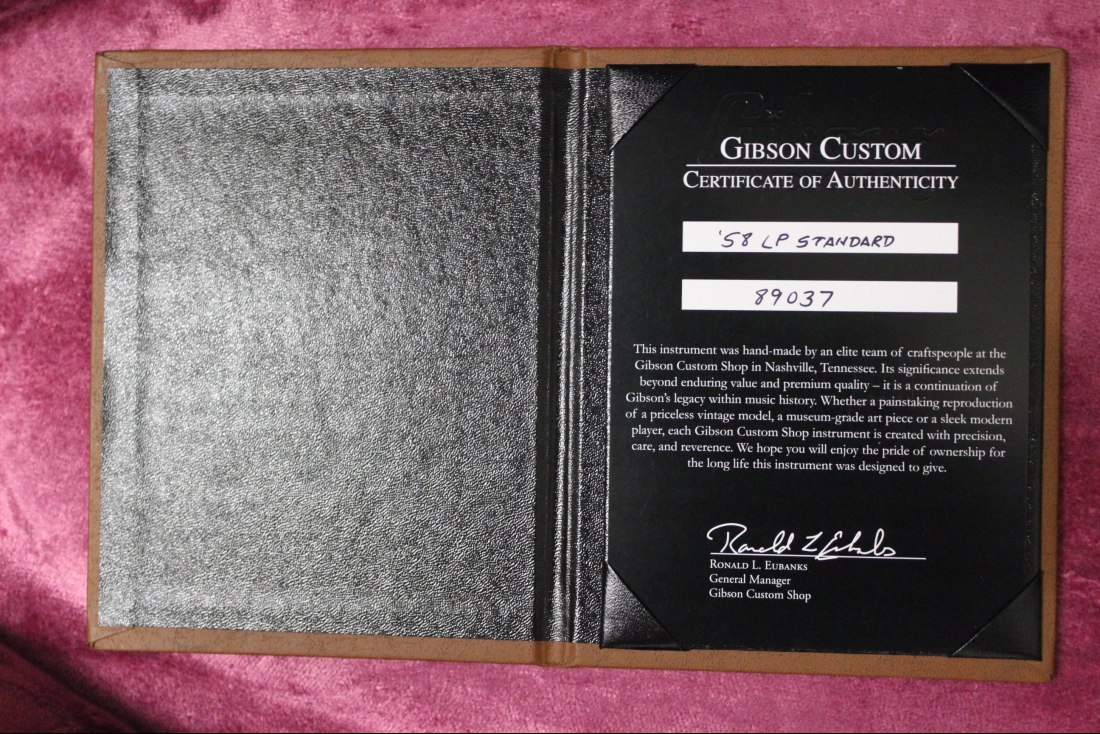 GIBSON CUSTOM
CERTIFICATE OF AUTHENTICITY
'58 LP STANDARD
89037
This instrument was hand-made by an elite team of craftspeople at the
Gibson Custom Shop in Nashville, Tennessee. Its significance extends
beyond enduring value and premium quality – it is a continuation of
Gibson's legacy within music history. Whether a painstaking reproduction
of a priceless vintage model, a museum-grade art piece or a sleek modern
player, each Gibson Custom Shop instrument is created with precision,
care, and reverence. We hope you will enjoy the pride of ownership for
the long life this instrument was designed to give.
Ronald L Eubanks
RONALD L. EUBANKS
General Manager
Gibson Custom Shop